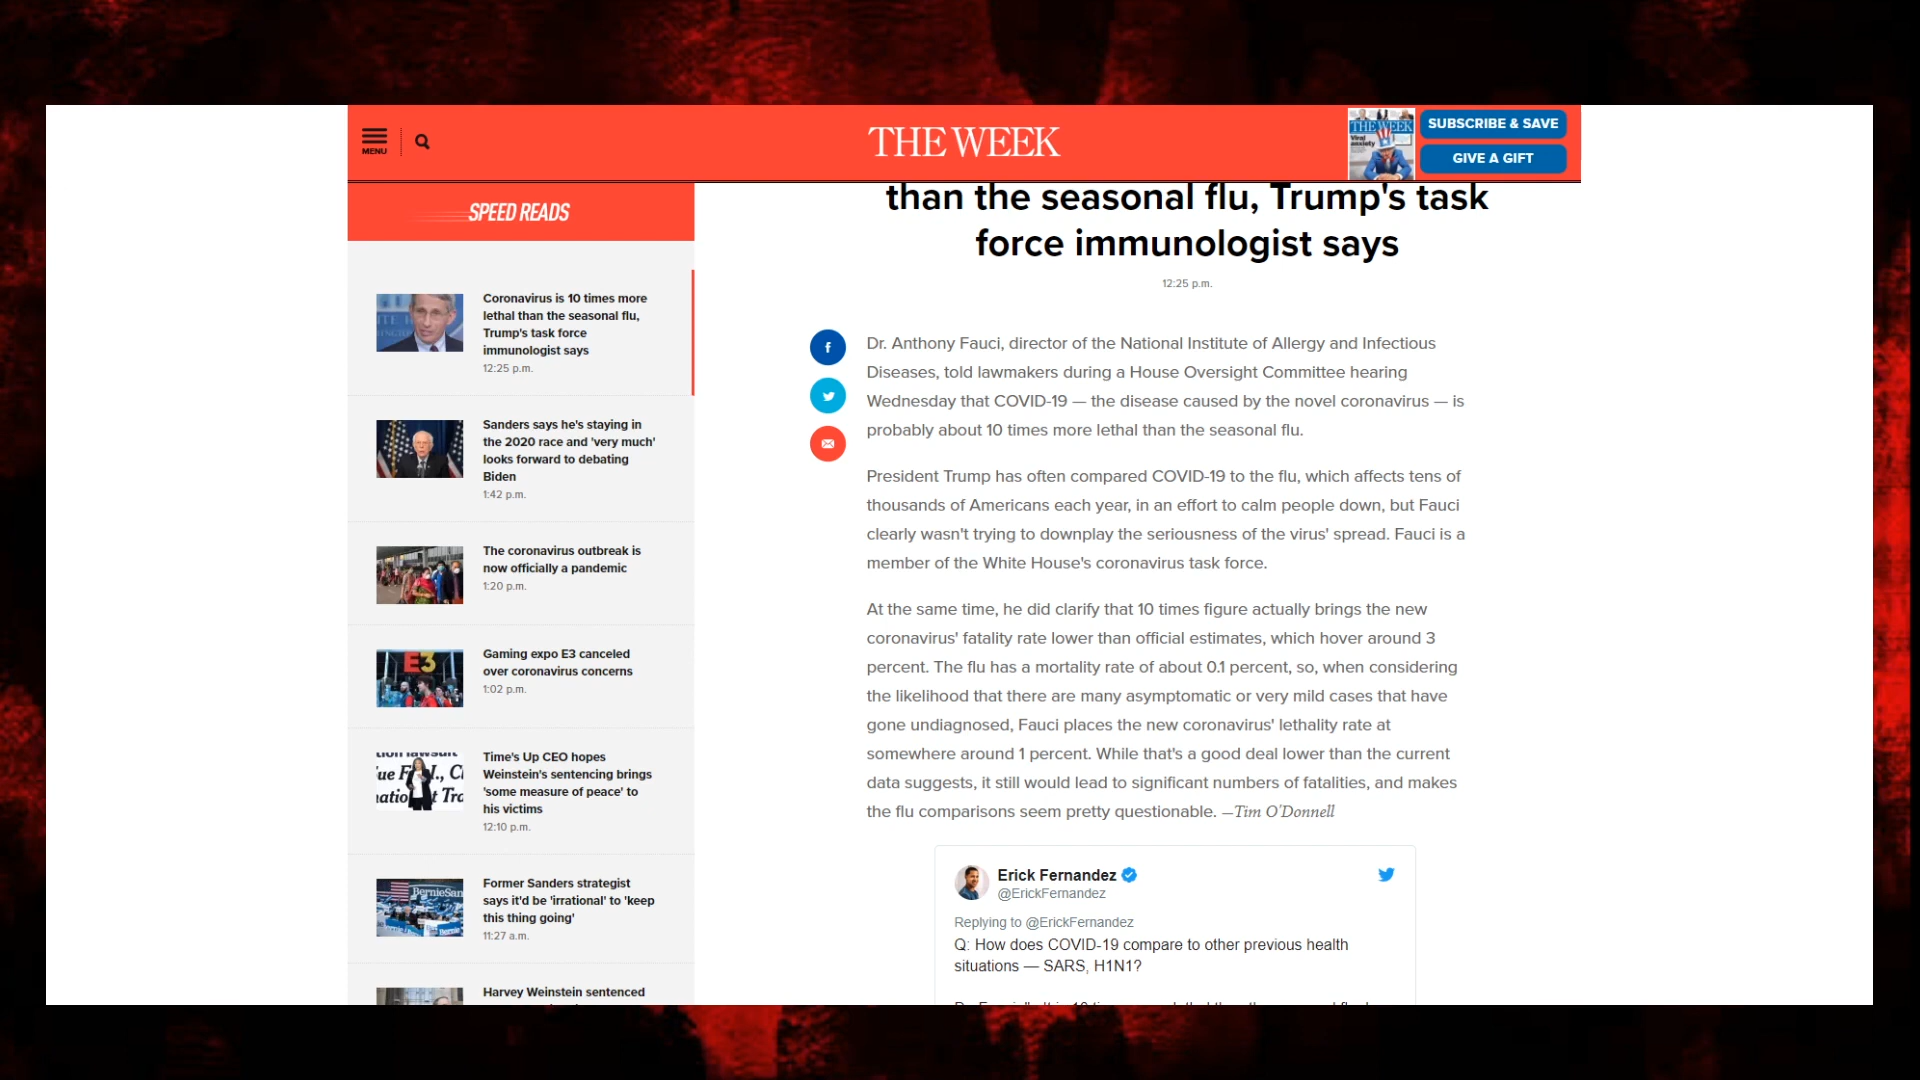 MENU
THE WEEK
THE WEEK
SUBSCRIBE & SAVE
GIVE A GIFT
SPEED READS
Coronavirus is 10 times more
lethal than the seasonal flu,
Trump's task force
immunologist says
12:25 p.m.
Sanders says he's staying in
the 2020 race and 'very much'
looks forward to debating
Biden
1:42 p.m.
The coronavirus outbreak is
now officially a pandemic
1:20 p.m.
E3
Gaming expo E3 canceled
over coronavirus concerns
1:02 p.m.
Time's Up CEO hopes
Weinstein's sentencing brings
'some measure of peace' to
his victims
12:10 p.m.
Former Sanders strategist
says it'd be 'irrational' to 'keep
this thing going'
11:27 a.m.
Harvey Weinstein sentenced
than the seasonal flu, Trump's task
force immunologist says
12:25 p.m.
Dr. Anthony Fauci, director of the National Institute of Allergy and Infectious
Diseases, told lawmakers during a House Oversight Committee hearing
Wednesday that COVID-19 — the disease caused by the novel coronavirus — is
probably about 10 times more lethal than the seasonal flu.
President Trump has often compared COVID-19 to the flu, which affects tens of
thousands of Americans each year, in an effort to calm people down, but Fauci
clearly wasn't trying to downplay the seriousness of the virus' spread. Fauci is a
member of the White House's coronavirus task force.
At the same time, he did clarify that 10 times figure actually brings the new
coronavirus' fatality rate lower than official estimates, which hover around 3
percent. The flu has a mortality rate of about 0.1 percent, so, when considering
the likelihood that there are many asymptomatic or very mild cases that have
gone undiagnosed, Fauci places the new coronavirus' lethality rate at
somewhere around 1 percent. While that's a good deal lower than the current
data suggests, it still would lead to significant numbers of fatalities, and makes
the flu comparisons seem pretty questionable. —Tim O'Donnell
Erick Fernandez
@ErickFernandez
Replying to @ErickFernandez
Q: How does COVID-19 compare to other previous health
situations — SARS, H1N1?